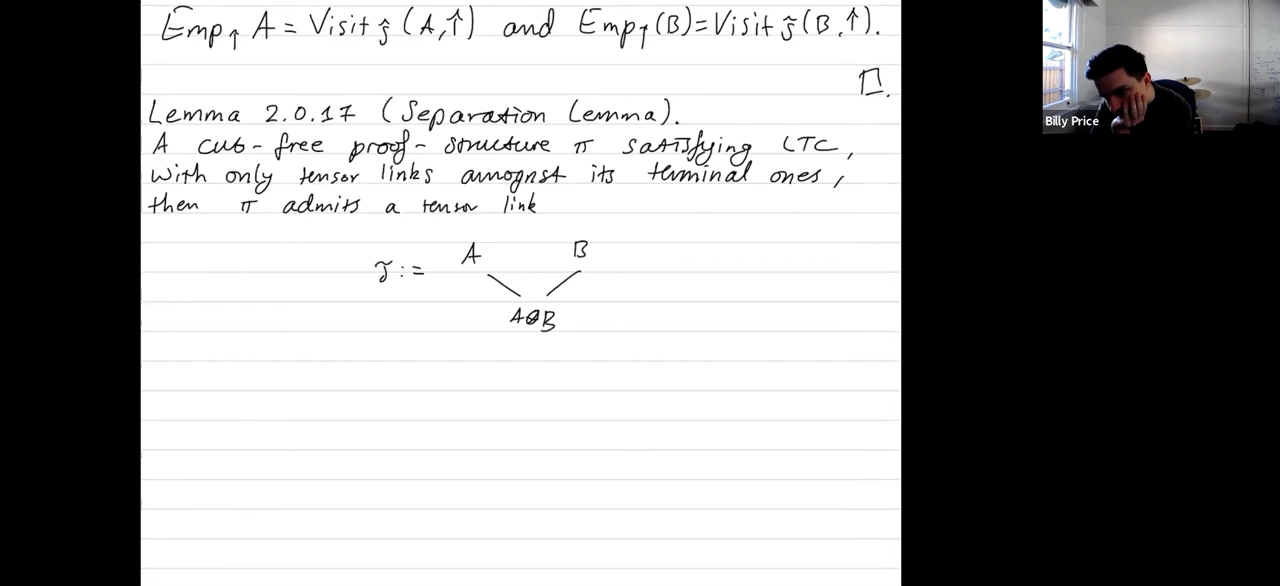 Emp↑ A = Visit ŝ (A,↑) and Emp↑(B)=Visit ŝ(B,↑).
□.
Lemma 2.0.17 (Separation Lemma).
A cut-free proof-structure π satisfying LTC,
with only tensor links amognst its terminal ones,
then π admits a tensor link
A B
τ :=
A⊗B
Billy Price